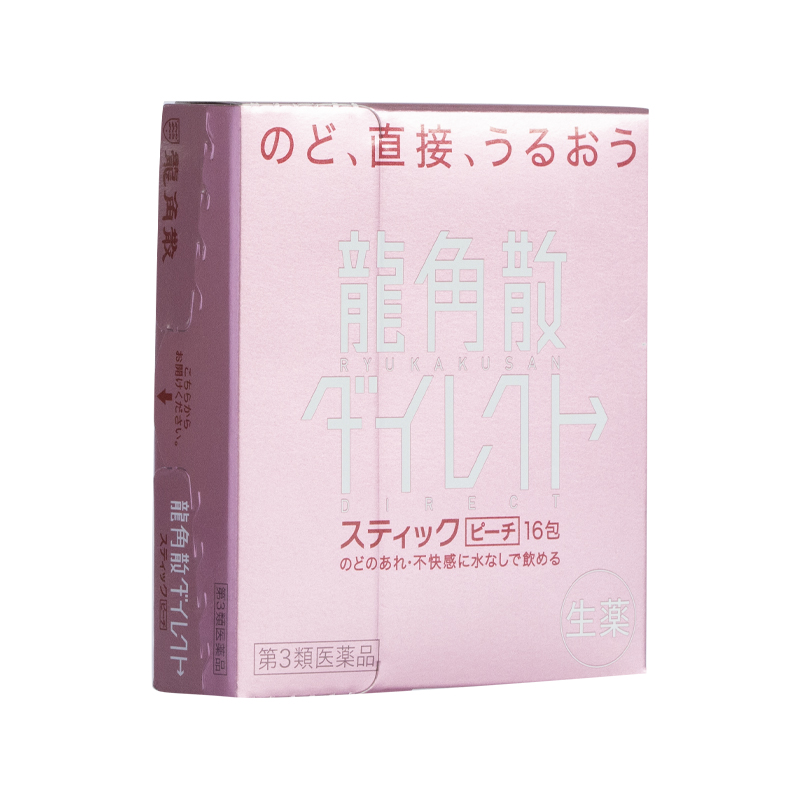 のど、直接、うるおう
龍角散
RYUKAKUSAN
ダイレクト
DIRECT
スティック ピーチ 16包
のどのあれ・不快感に水なしで飲める
生薬
第3類医薬品
龍角散
こちらから
お開けください。
龍角散ダイレクト
スティック ピーチ
第3類医薬品